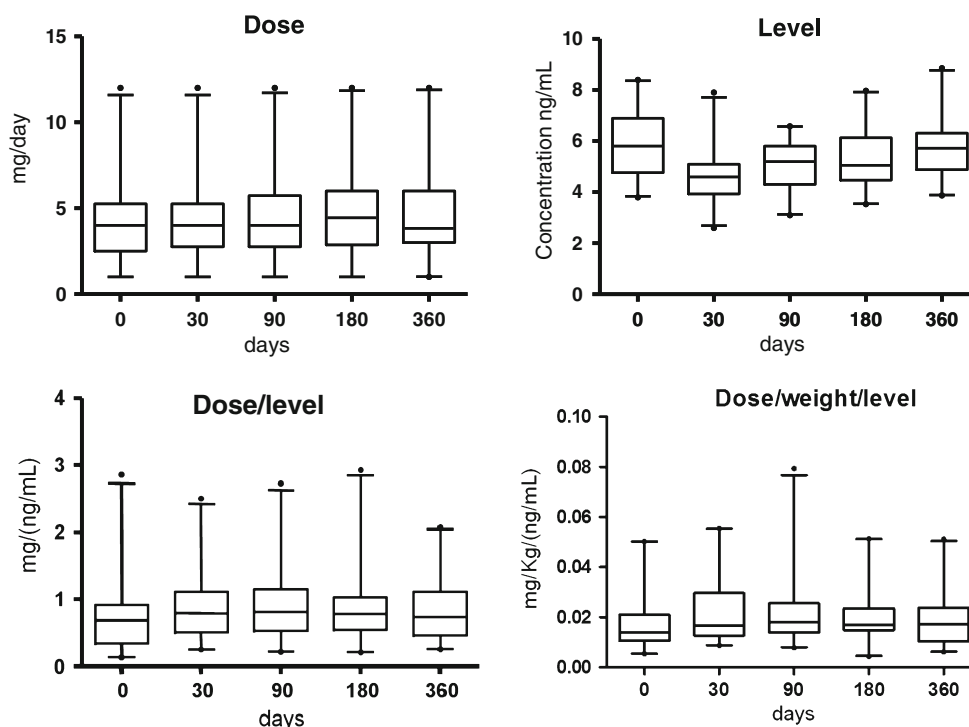 Dose
15
10
5
0
mg/day
0 30 90 180 360
days
Level
10
8
6
4
2
0
Concentration ng/mL
0 30 90 180 360
days
Dose/level
4
3
2
1
0
mg/(ng/mL)
0 30 90 180 360
days
Dose/weight/level
0.10
0.08
0.06
0.04
0.02
0.00
mg/Kg/(ng/mL)
0 30 90 180 360
days